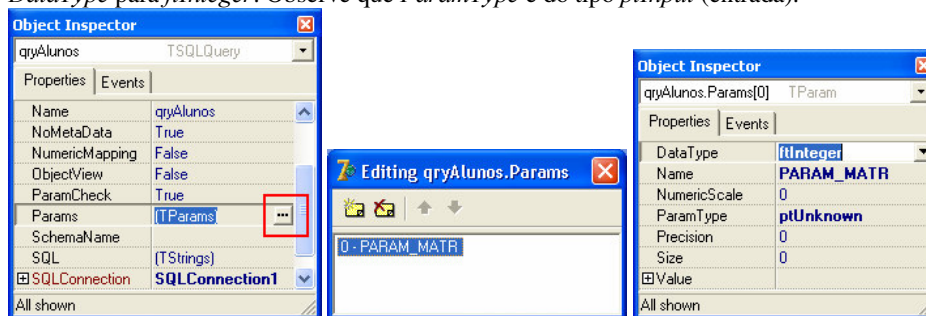 DataType para ftInteger. Observe que ParamType é do tipo ptInput (entrada).
Object Inspector
qryAlunos TSQLQuery
Properties Events
Name qryAlunos
NoMetaData True
NumericMapping False
ObjectView False
ParamCheck True
Params (TParams) ...
SchemaName
SQL (TStrings)
SQLConnection SQLConnection1
All shown
Editing qryAlunos.Params
0 - PARAM_MATR
Object Inspector
qryAlunos.Params[0] TParam
Properties Events
DataType ftInteger
Name PARAM_MATR
NumericScale 0
ParamType ptUnknown
Precision 0
Size 0
Value
All shown